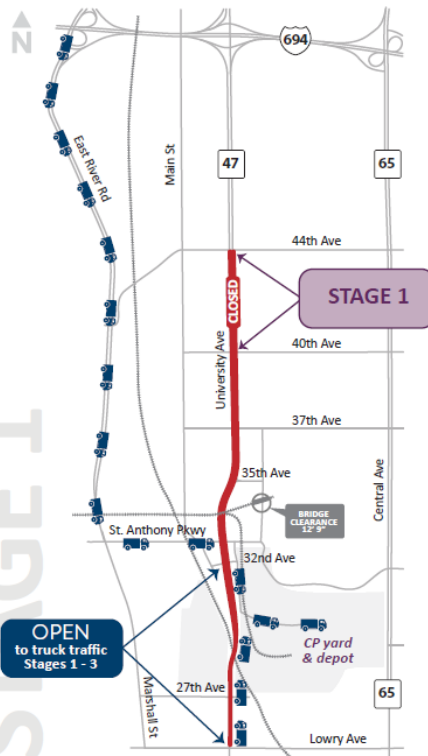 N
694
East River Rd
Main St
47
65
44th Ave
STAGE 1
CLOSED
University Ave
40th Ave
37th Ave
Central Ave
35th Ave
BRIDGE
CLEARANCE
12' 9"
St. Anthony Pkwy
32nd Ave
OPEN
to truck traffic
Stages 1 - 3
CP yard
& depot
27th Ave
65
Marshall St
Lowry Ave
STAGE 1